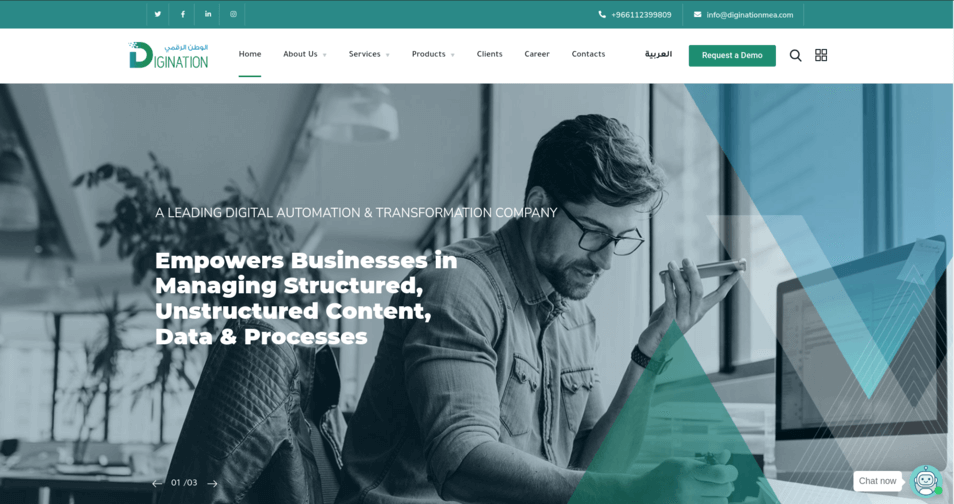 +966112399809
info@diginationmea.com
الوطن الرقمي
DIGINATION
Home
About Us
Services
Products
Clients
Career
Contacts
العربية
Request a Demo
A LEADING DIGITAL AUTOMATION & TRANSFORMATION COMPANY
Empowers Businesses in
Managing Structured,
Unstructured Content,
Data & Processes
01 /03
Chat now